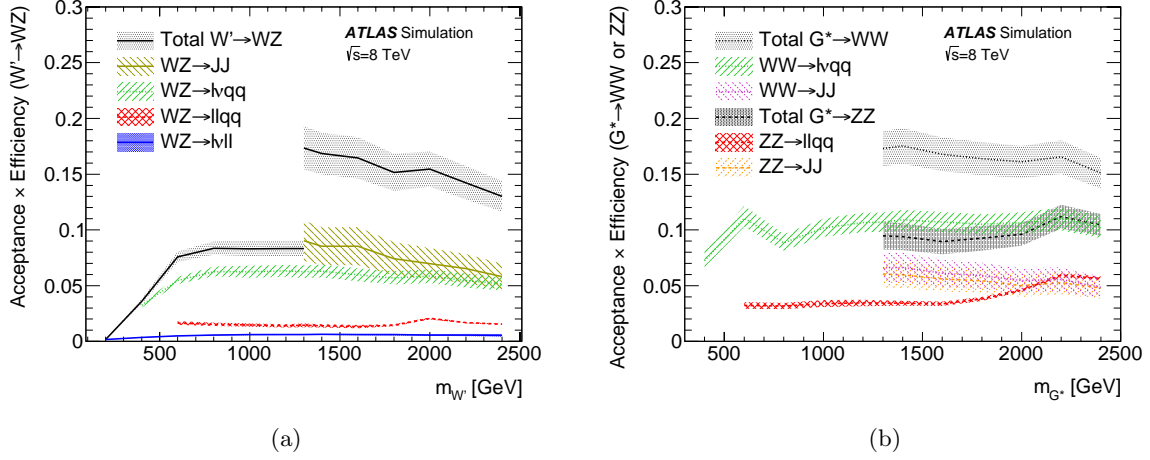 Acceptance × Efficiency (W'→WZ)
0.3
0.25
0.2
0.15
0.1
0.05
0
ATLAS Simulation
√s=8 TeV
Total W'→WZ
WZ→JJ
WZ→lνqq
WZ→llqq
WZ→lνll
500 1000 1500 2000 2500
m_W' [GeV]
(a)
Acceptance × Efficiency (G*→WW or ZZ)
0.3
0.25
0.2
0.15
0.1
0.05
0
ATLAS Simulation
√s=8 TeV
Total G*→WW
WW→lνqq
WW→JJ
Total G*→ZZ
ZZ→llqq
ZZ→JJ
500 1000 1500 2000 2500
m_G* [GeV]
(b)